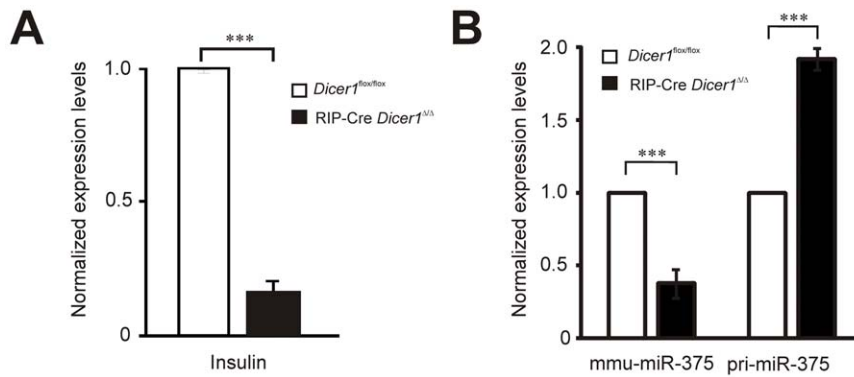 A
Normalized expression levels
1.0
0.5
0
***
Dicer1flox/flox
RIP-Cre Dicer1Δ/Δ
Insulin
B
Normalized expression levels
2.0
1.5
1.0
0.5
0
Dicer1flox/flox
RIP-Cre Dicer1Δ/Δ
***
***
mmu-miR-375 pri-miR-375